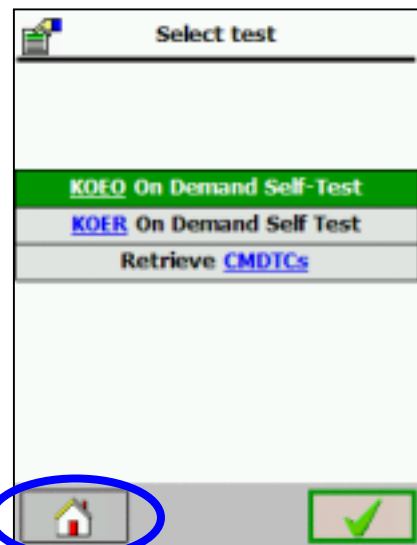 Select test
KOEO On Demand Self-Test
KOER On Demand Self Test
Retrieve CMDTCs